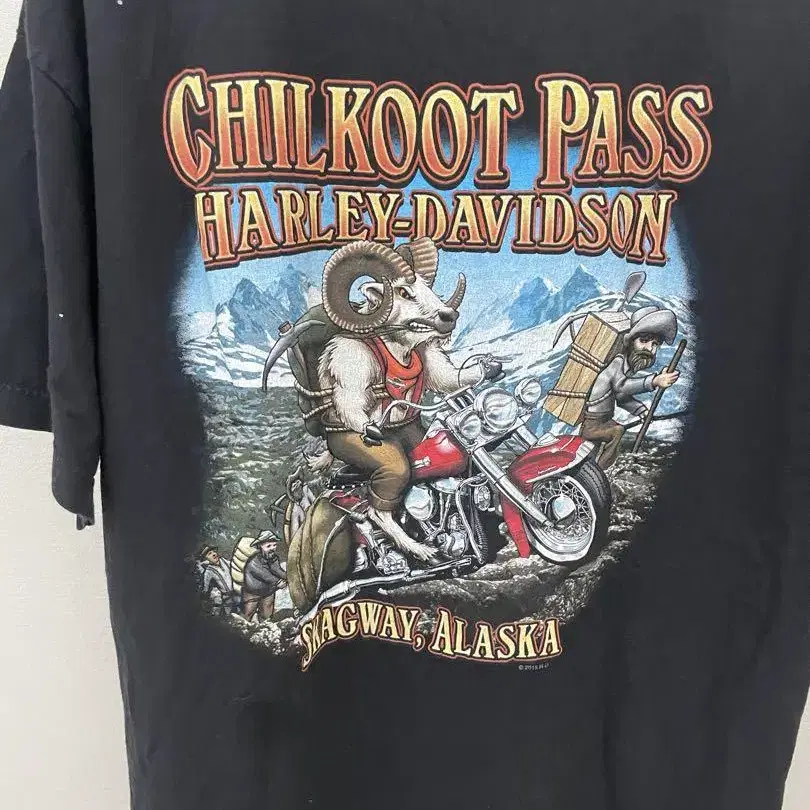 CHILKOOT PASS
HARLEY-DAVIDSON
SKAGWAY, ALASKA